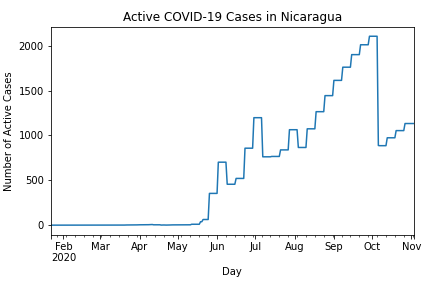 Active COVID-19 Cases in Nicaragua
Number of Active Cases
2000
1500
1000
500
0
Feb Mar Apr May Jun Jul Aug Sep Oct Nov
2020
Day